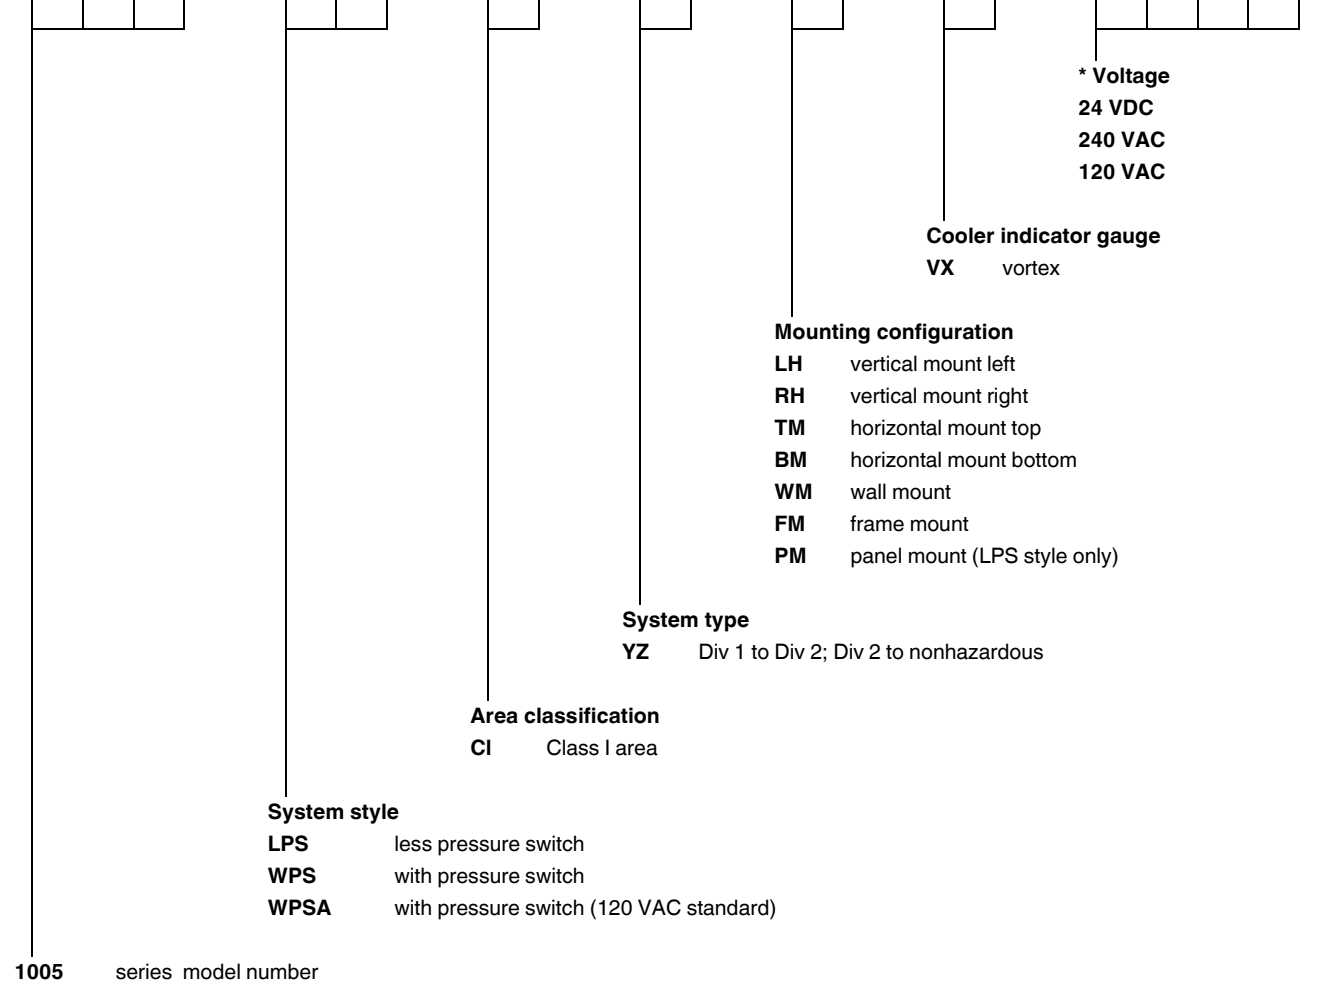 * Voltage
24 VDC
240 VAC
120 VAC
Cooler indicator gauge
VX vortex
Mounting configuration
LH vertical mount left
RH vertical mount right
TM horizontal mount top
BM horizontal mount bottom
WM wall mount
FM frame mount
PM panel mount (LPS style only)
System type
YZ Div 1 to Div 2; Div 2 to nonhazardous
Area classification
CI Class I area
System style
LPS less pressure switch
WPS with pressure switch
WPSA with pressure switch (120 VAC standard)
1005 series model number